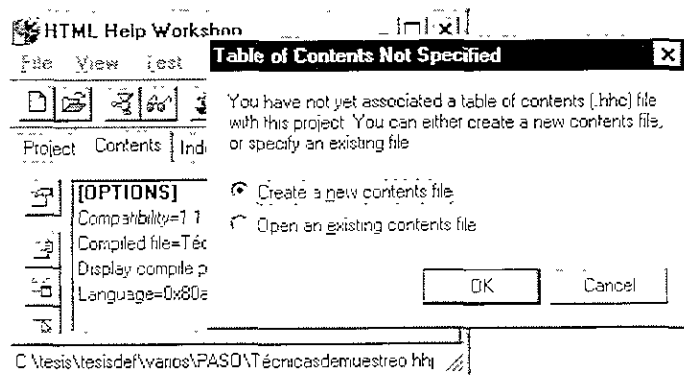 HTML Help Workshop
File View Test
Table of Contents Not Specified
You have not yet associated a table of contents (.hhc) file
with this project. You can either create a new contents file,
or specify an existing file
Project Contents Inde
Create a new contents file
Open an existing contents file
[OPTIONS]
Compatibility=1 1
Compiled file=Téc
Display compile p
Language=0x80a
OK Cancel
C \tesis\tesisdef\varios\PASO\Técnicasdemuestreo hhp